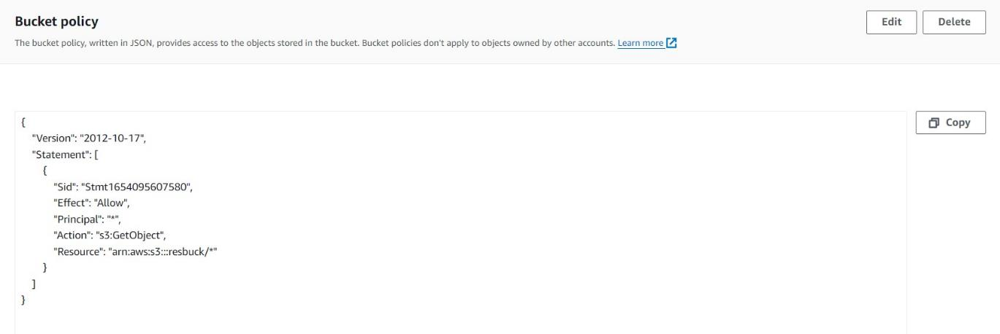 Bucket policy
Edit
Delete
The bucket policy, written in JSON, provides access to the objects stored in the bucket. Bucket policies don't apply to objects owned by other accounts. Learn more
Copy
{
"Version": "2012-10-17",
"Statement": [
{
"Sid": "Stmt1654095607580",
"Effect": "Allow",
"Principal": "*",
"Action": "s3:GetObject",
"Resource": "arn:aws:s3:::resbuck/*"
}
]
}